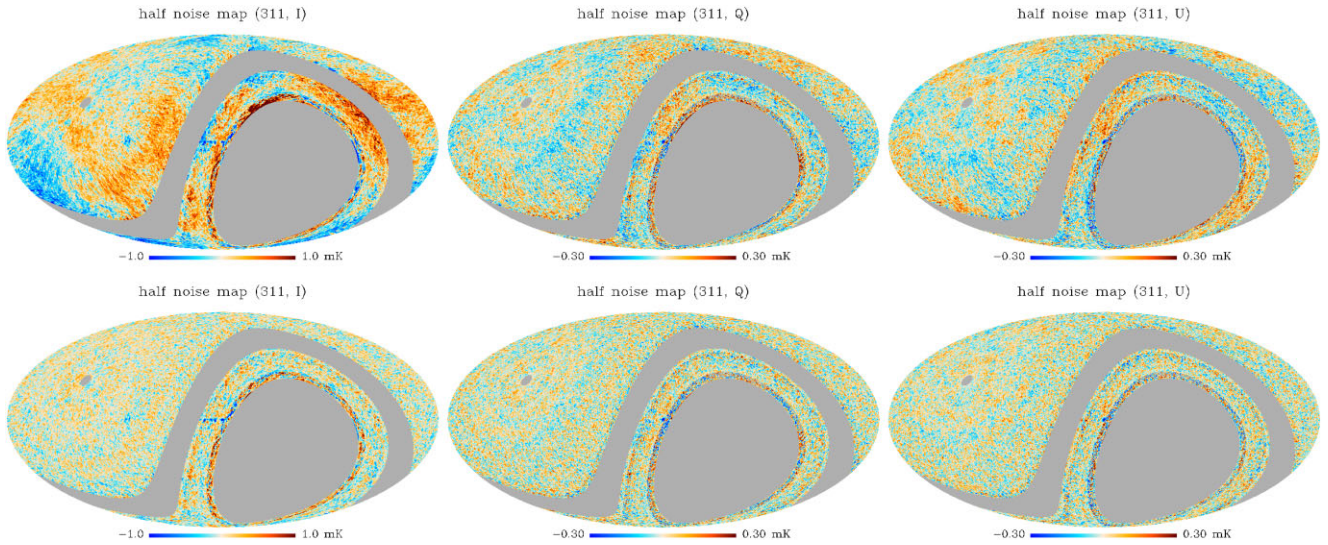 half noise map (311, I)
half noise map (311, Q)
half noise map (311, U)
−1.0 1.0 mK
−0.30 0.30 mK
−0.30 0.30 mK
half noise map (311, I)
half noise map (311, Q)
half noise map (311, U)
−1.0 1.0 mK
−0.30 0.30 mK
−0.30 0.30 mK